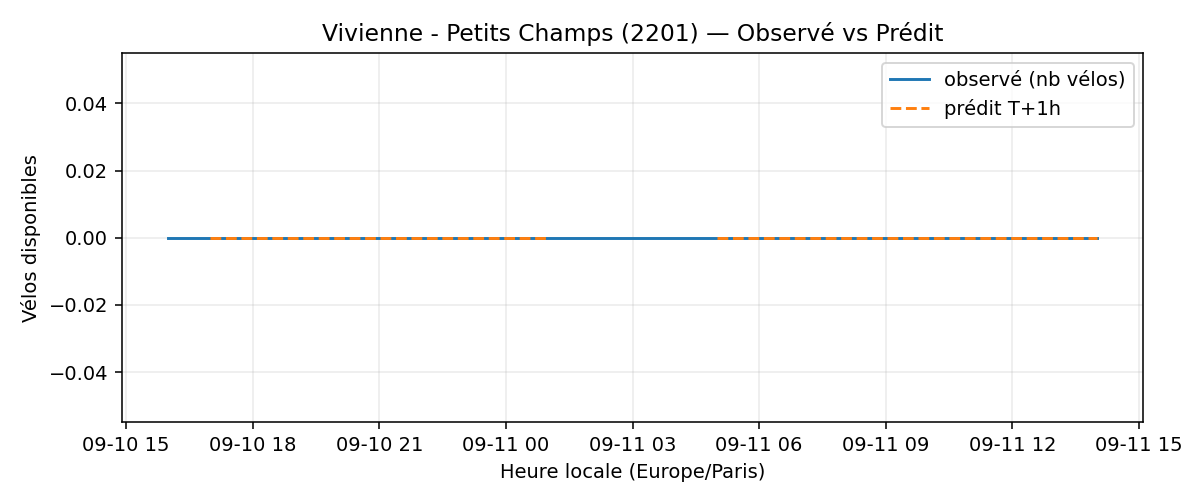 Vivienne - Petits Champs (2201) — Observé vs Prédit
observé (nb vélos)
prédit T+1h
Vélos disponibles
0.04
0.02
0.00
−0.02
−0.04
09-10 15 09-10 18 09-10 21 09-11 00 09-11 03 09-11 06 09-11 09 09-11 12 09-11 15
Heure locale (Europe/Paris)